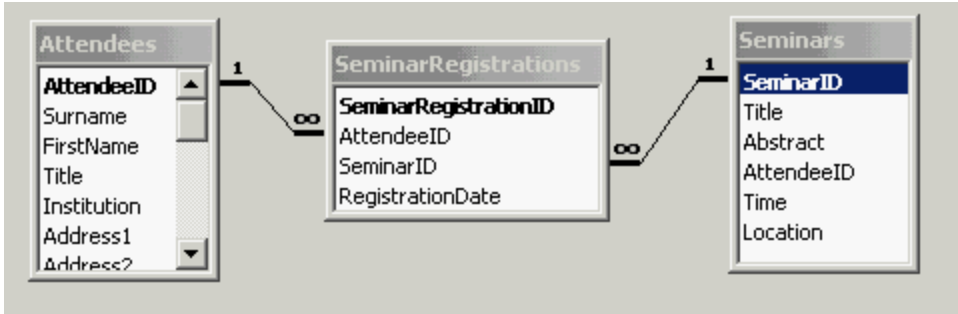 Attendees
AttendeeID
Surname
FirstName
Title
Institution
Address1
Address2
1
∞
SeminarRegistrations
SeminarRegistrationID
AttendeeID
SeminarID
RegistrationDate
∞
1
Seminars
SeminarID
Title
Abstract
AttendeeID
Time
Location